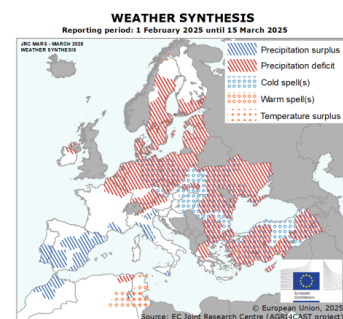 WEATHER SYNTHESIS
Reporting period: 1 February 2025 until 15 March 2025
JRC MARS - MARCH 2025
WEATHER SYNTHESIS
Precipitation surplus
Precipitation deficit
Cold spell(s)
Warm spell(s)
Temperature surplus
European
Commission
© European Union, 2025
Source: EC Joint Research Centre (AGRI4CAST project)